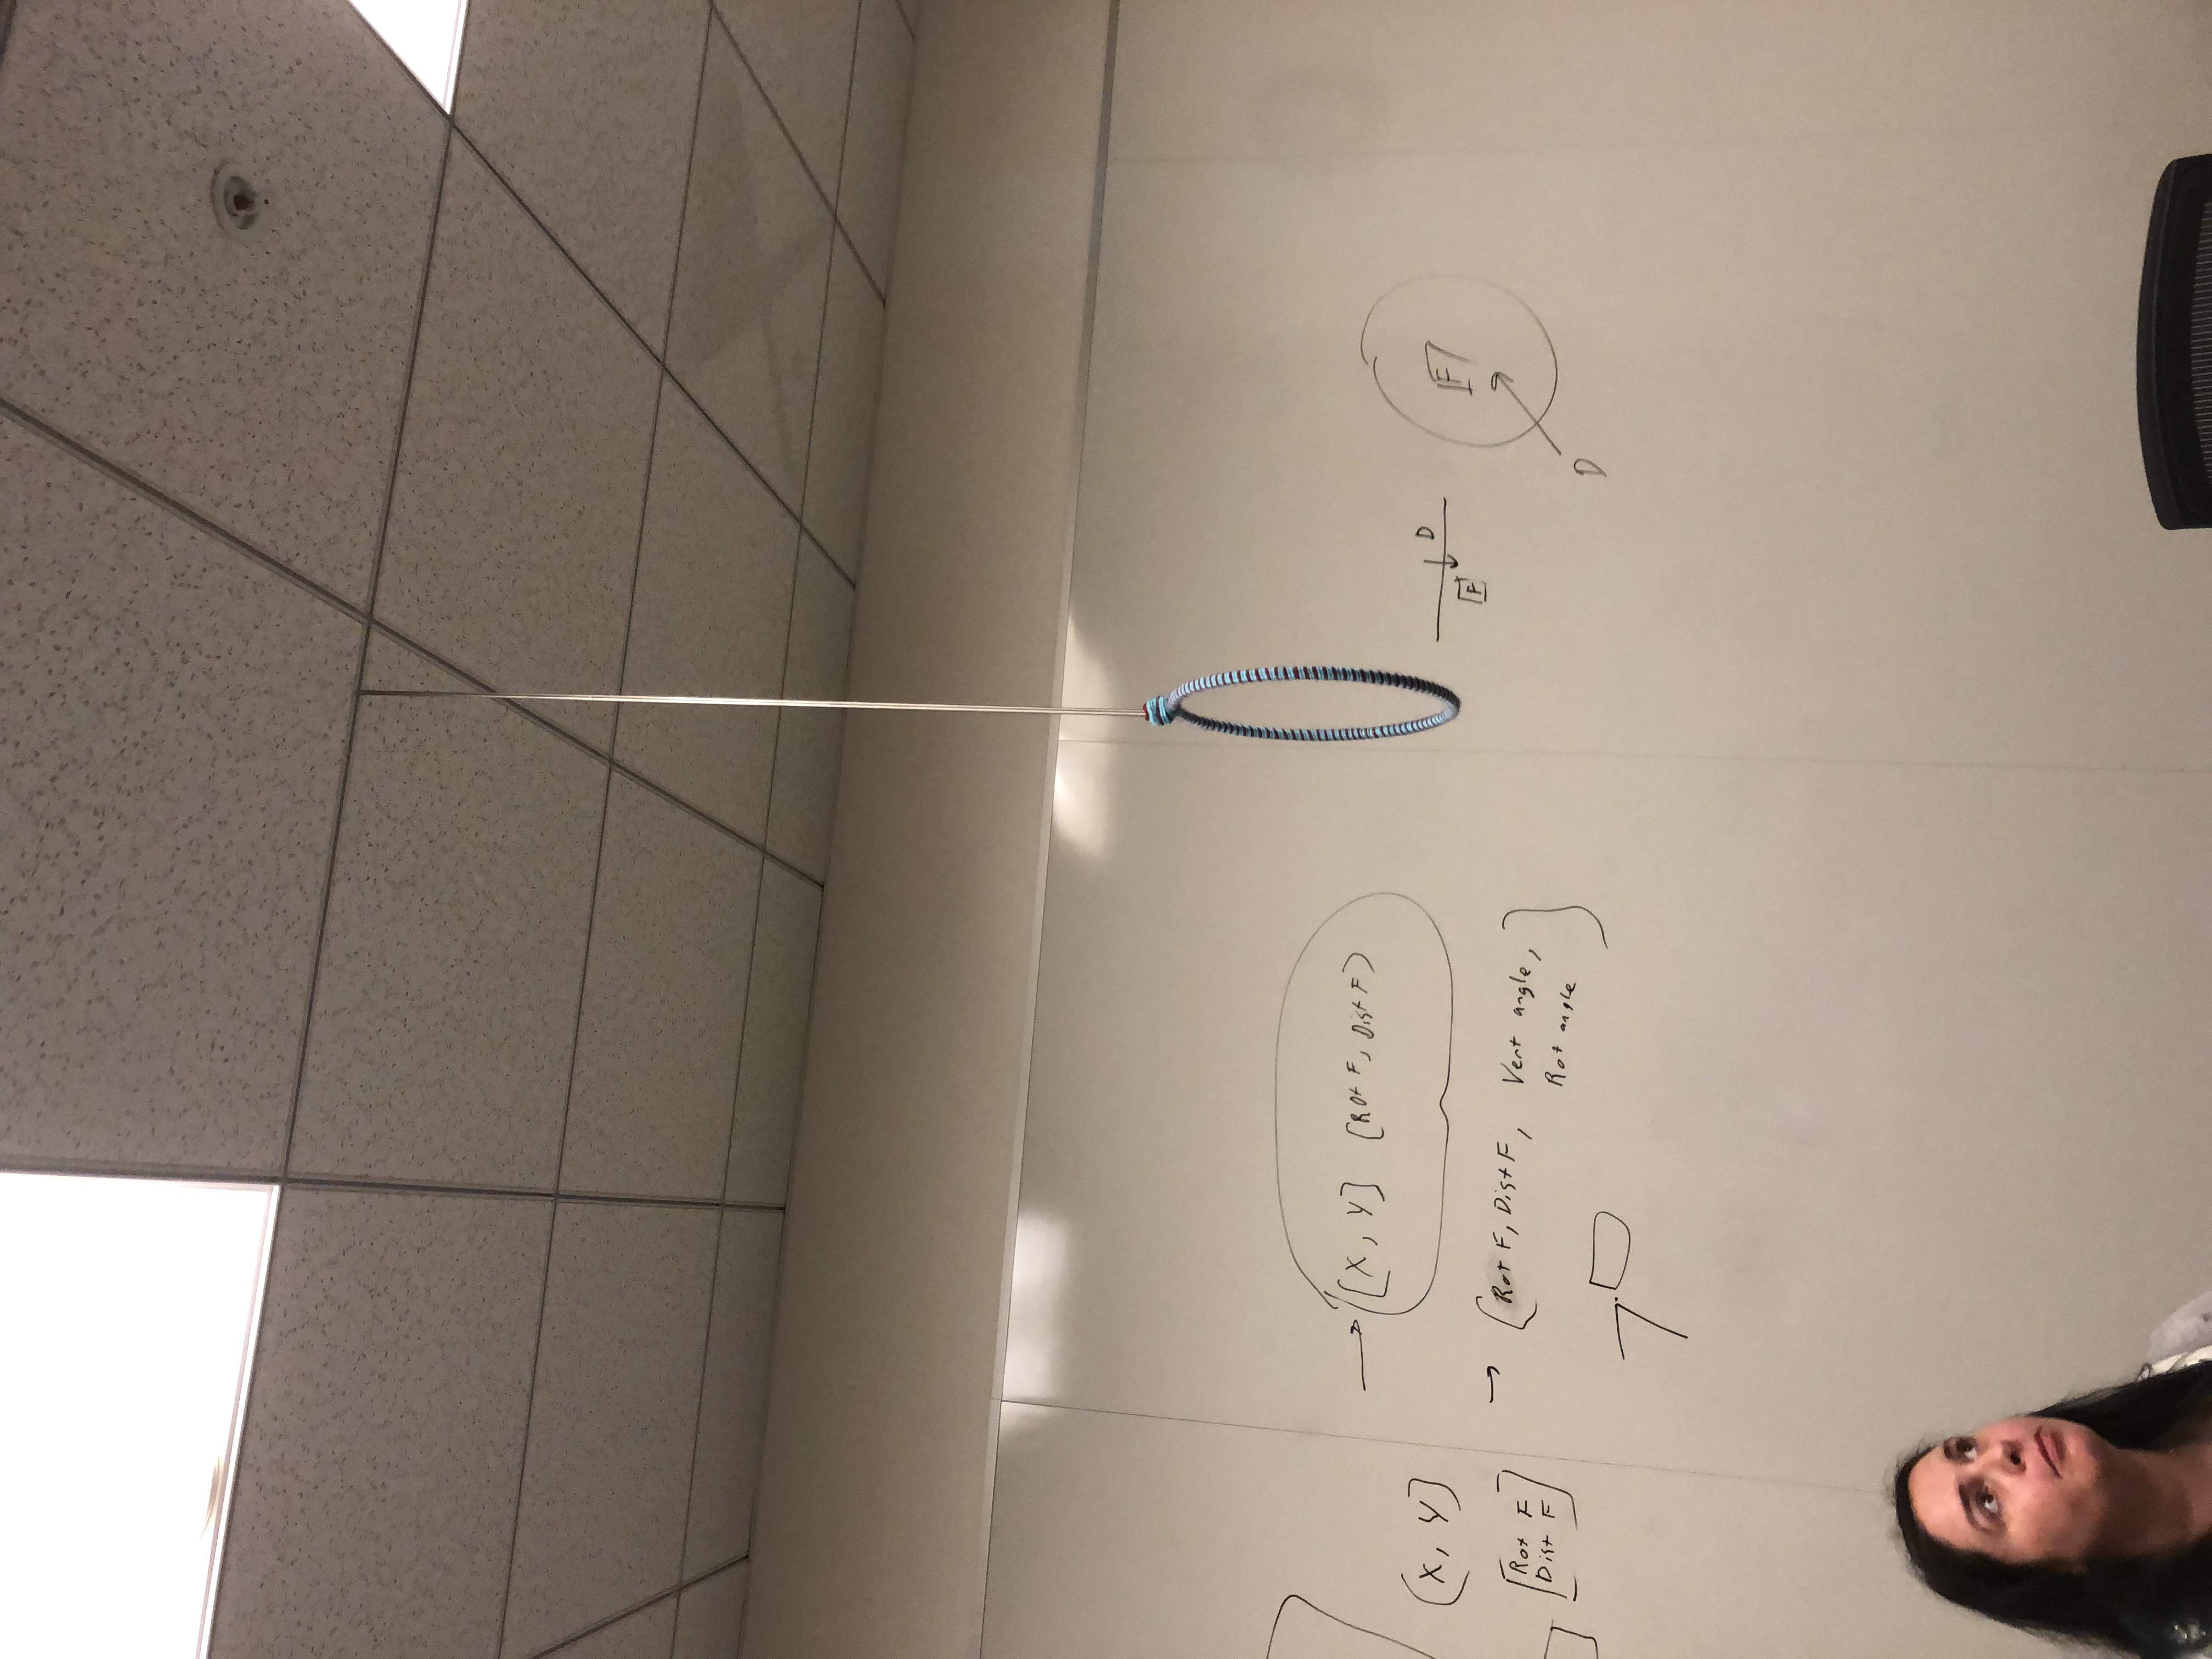 (X, Y]
[Rot F
Dist F]
→ [X, Y] (Rot F, Dist F)
→ [Rot F, Dist F, Vert angle,
Rot angle]
D
[F]
[F]
D